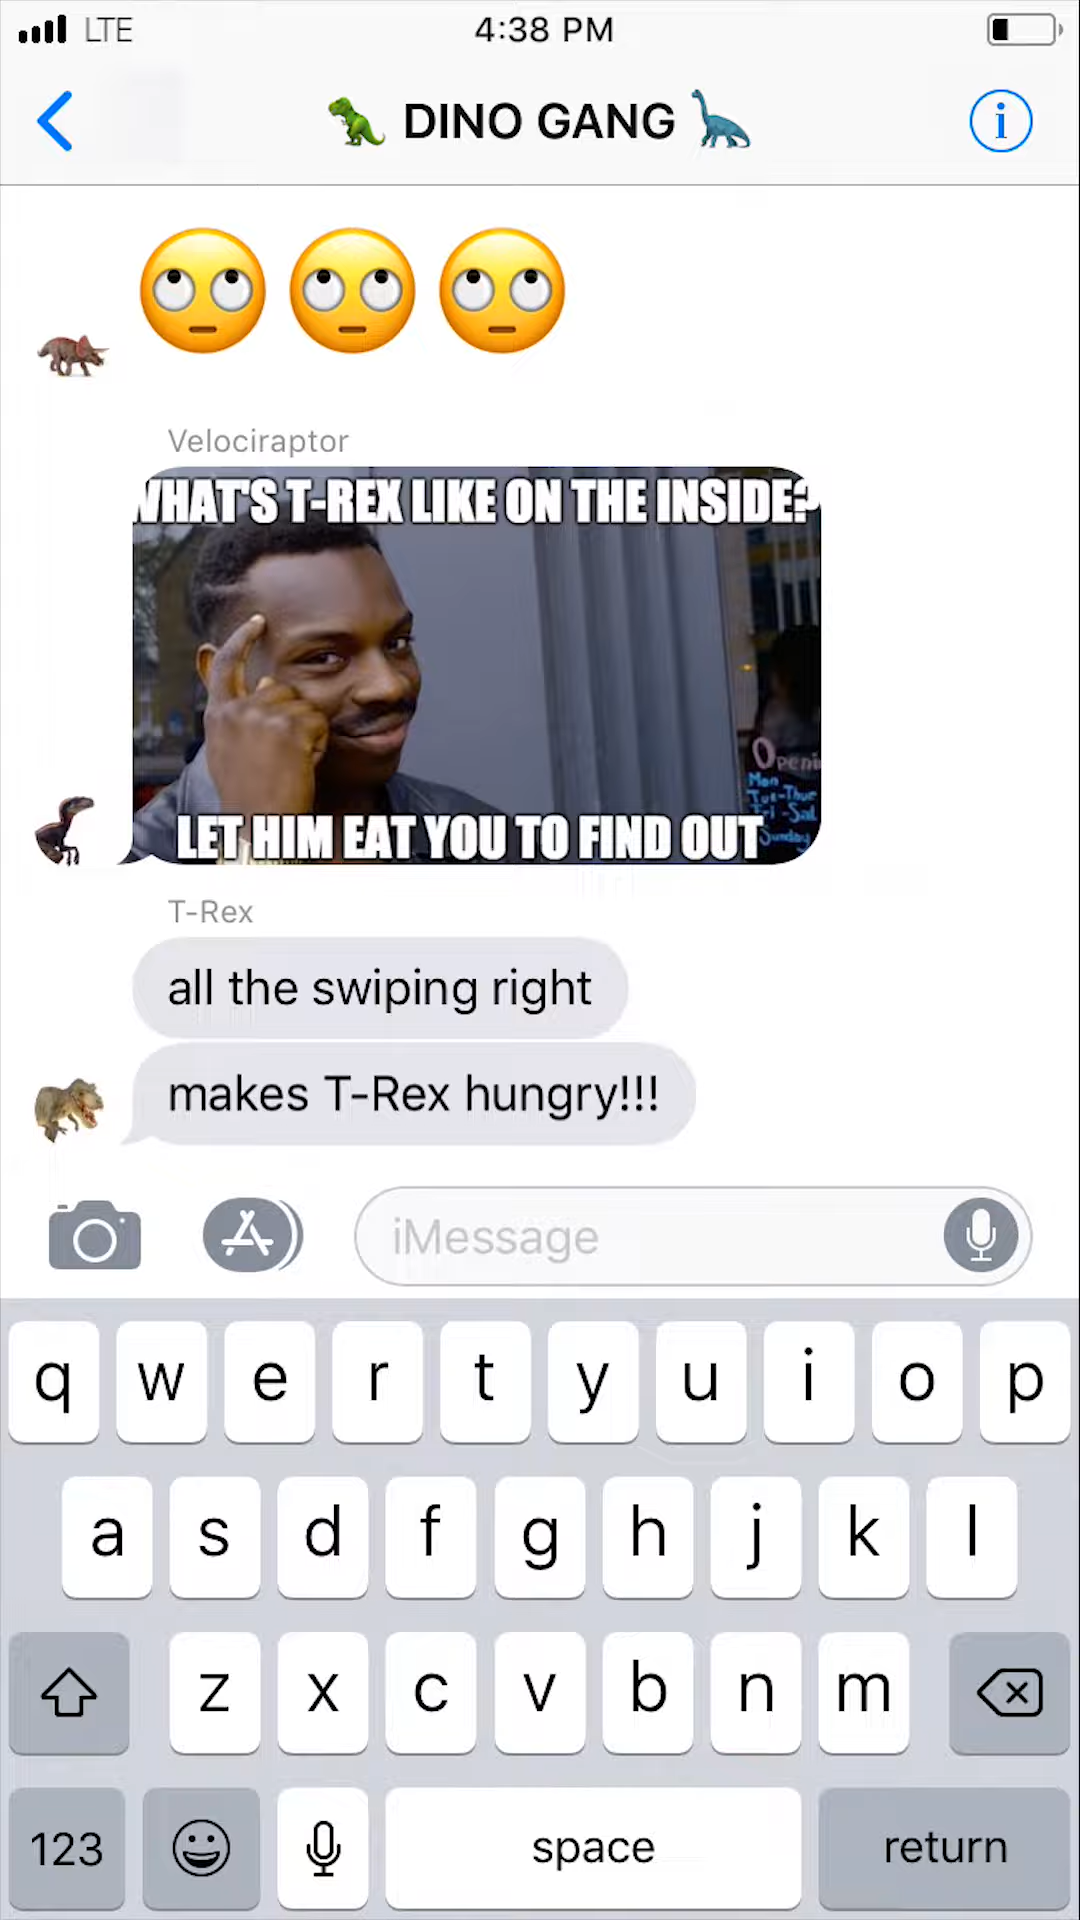 LTE 4:38 PM
🦖 DINO GANG 🦕
🙄 🙄 🙄
Velociraptor
WHAT'S T-REX LIKE ON THE INSIDE?
Openi
Mon
Tue-Thur
Fri-Sat
Sunday
LET HIM EAT YOU TO FIND OUT
T-Rex
all the swiping right
makes T-Rex hungry!!!
iMessage
q w e r t y u i o p
a s d f g h j k l
z x c v b n m
123 space return